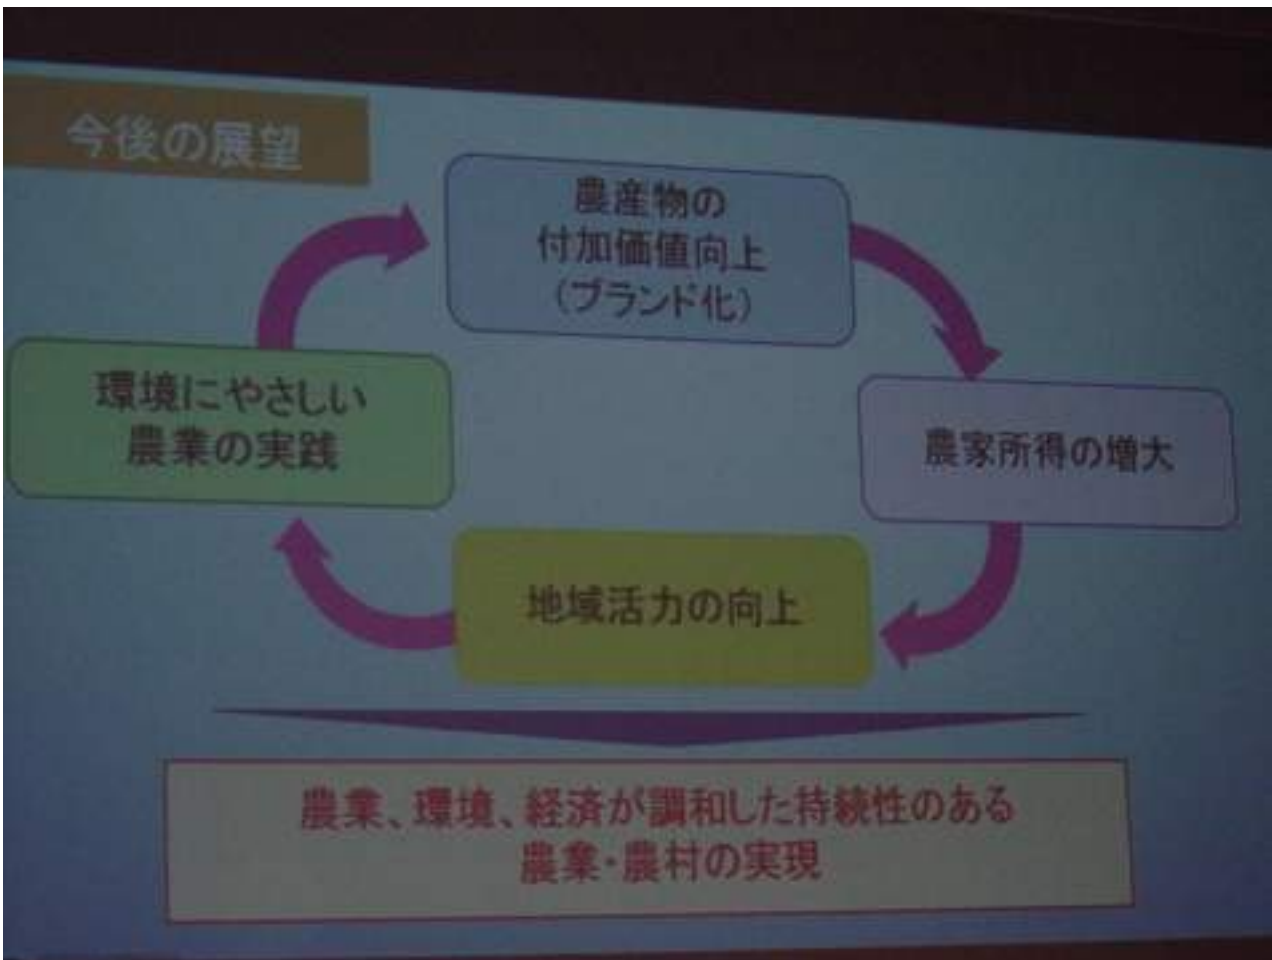 今後の展望
農産物の
付加価値向上
(ブランド化)
環境にやさしい
農業の実践
農家所得の増大
地域活力の向上
農業、環境、経済が調和した持続性のある
農業・農村の実現